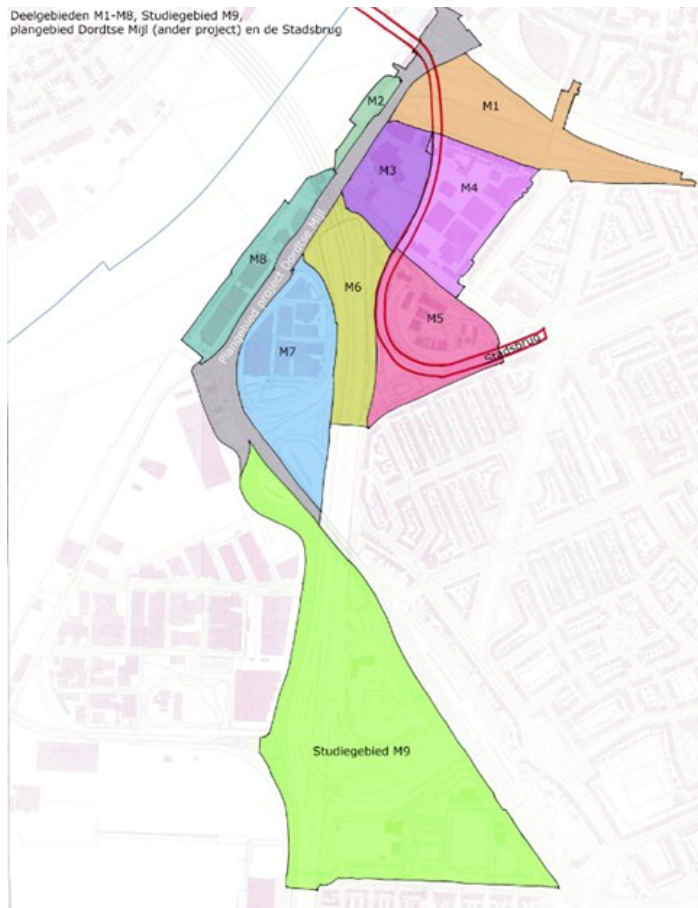 Deelgebieden M1-M8, Studiegebied M9,
plangebied Dordtse Mijl (ander project) en de Stadsbrug
M2
M1
M3
M4
M8
Plangebied project Dordtse Mijl
M6
M5
Stadsbrug
M7
Studiegebied M9